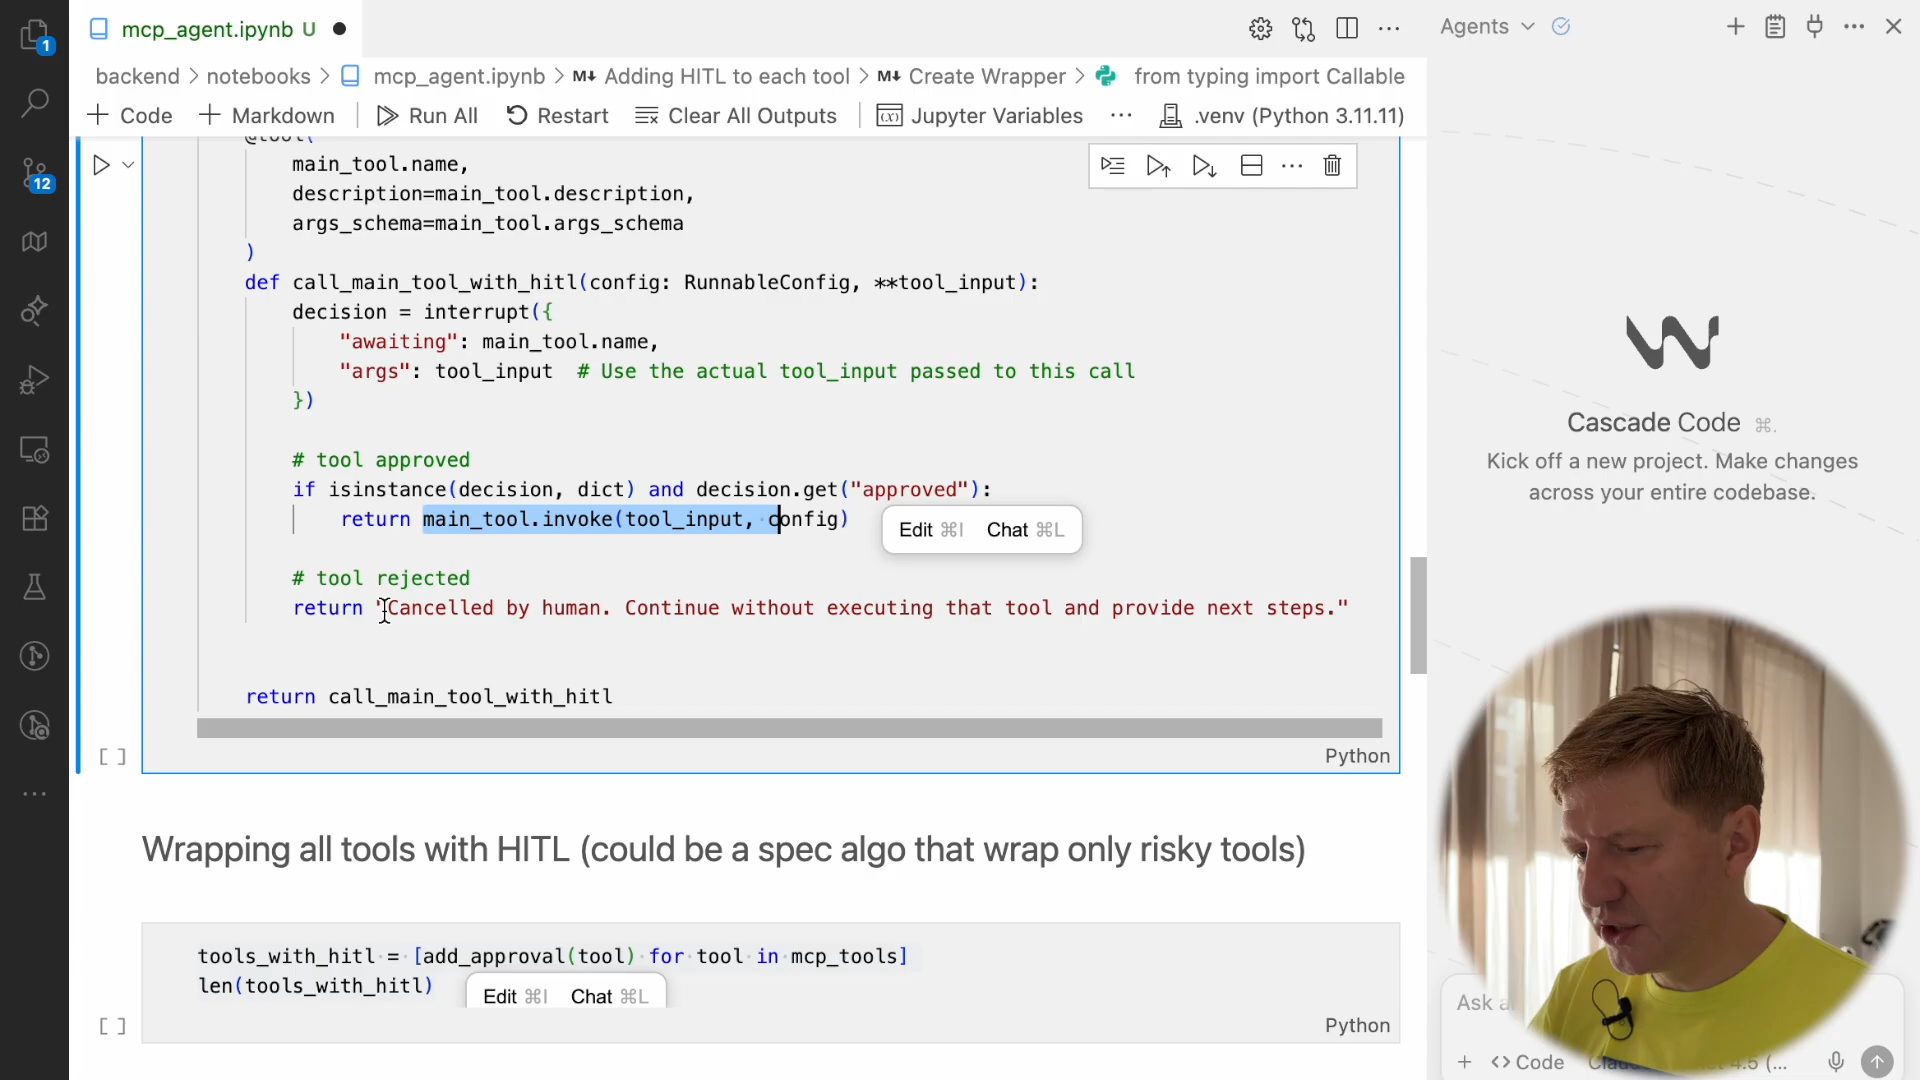 mcp_agent.ipynb U
Agents
backend > notebooks > mcp_agent.ipynb > M↓ Adding HITL to each tool > M↓ Create Wrapper > from typing import Callable
+ Code + Markdown Run All Restart Clear All Outputs Jupyter Variables ··· .venv (Python 3.11.11)
1
12
@tool(
main_tool.name,
description=main_tool.description,
args_schema=main_tool.args_schema
)
def call_main_tool_with_hitl(config: RunnableConfig, **tool_input):
decision = interrupt({
"awaiting": main_tool.name,
"args": tool_input # Use the actual tool_input passed to this call
})
# tool approved
if isinstance(decision, dict) and decision.get("approved"):
return main_tool.invoke(tool_input, config)
Edit ⌘I Chat ⌘L
# tool rejected
return "Cancelled by human. Continue without executing that tool and provide next steps."
return call_main_tool_with_hitl
[ ]
Python
Wrapping all tools with HITL (could be a spec algo that wrap only risky tools)
tools_with_hitl = [add_approval(tool) for tool in mcp_tools]
len(tools_with_hitl)
Edit ⌘I Chat ⌘L
[ ]
Python
Cascade Code ⌘.
Kick off a new project. Make changes
across your entire codebase.
Ask
+ <> Code 4.5 (...